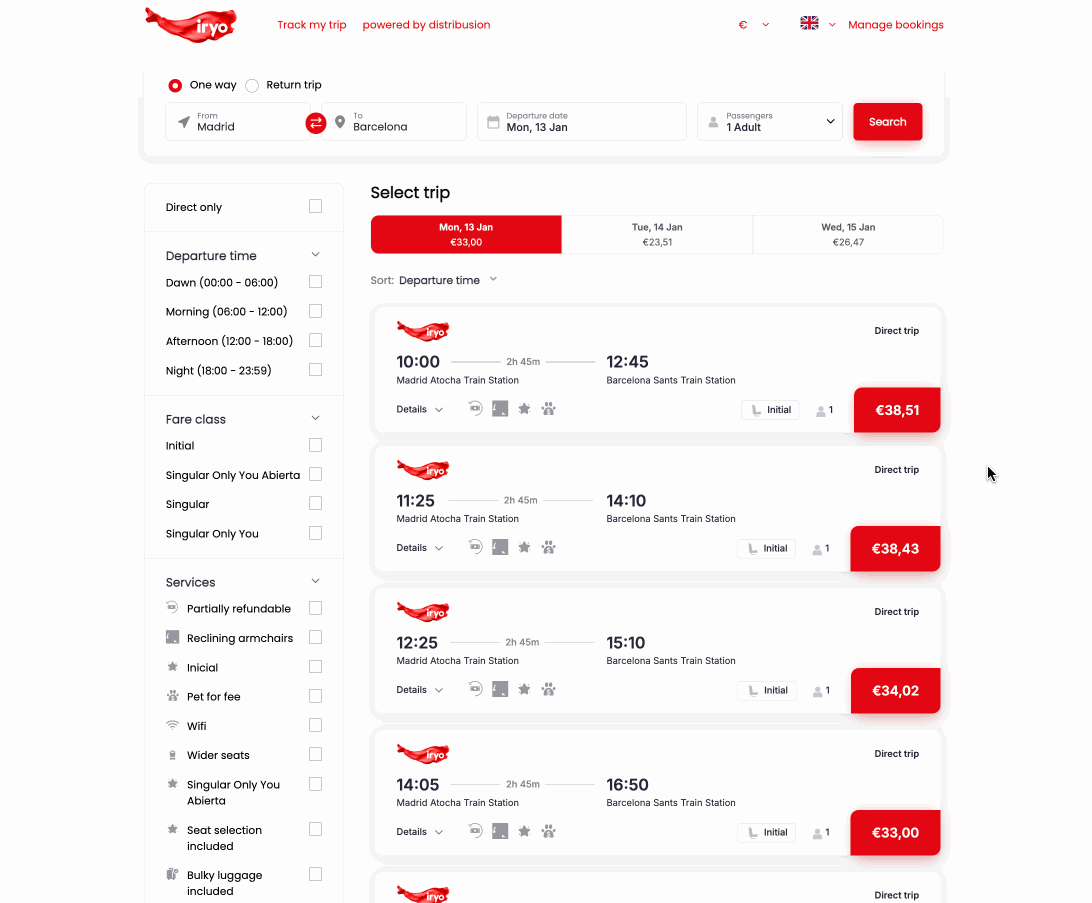 iryo
Track my trip
powered by distribusion
€
Manage bookings
One way
Return trip
From
Madrid
To
Barcelona
Departure date
Mon, 13 Jan
Passengers
1 Adult
Search
Direct only
Departure time
Dawn (00:00 - 06:00)
Morning (06:00 - 12:00)
Afternoon (12:00 - 18:00)
Night (18:00 - 23:59)
Fare class
Initial
Singular Only You Abierta
Singular
Singular Only You
Services
Partially refundable
Reclining armchairs
Inicial
Pet for fee
Wifi
Wider seats
Singular Only You
Abierta
Seat selection
included
Bulky luggage
included
Select trip
Mon, 13 Jan
€33,00
Tue, 14 Jan
€23,51
Wed, 15 Jan
€26,47
Sort: Departure time
iryo
Direct trip
10:00
2h 45m
12:45
Madrid Atocha Train Station
Barcelona Sants Train Station
Details
Initial
1
€38,51
iryo
Direct trip
11:25
2h 45m
14:10
Madrid Atocha Train Station
Barcelona Sants Train Station
Details
Initial
1
€38,43
iryo
Direct trip
12:25
2h 45m
15:10
Madrid Atocha Train Station
Barcelona Sants Train Station
Details
Initial
1
€34,02
iryo
Direct trip
14:05
2h 45m
16:50
Madrid Atocha Train Station
Barcelona Sants Train Station
Details
Initial
1
€33,00
iryo
Direct trip